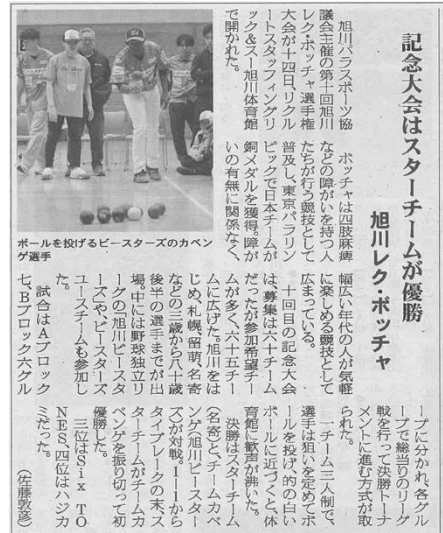 記念大会はスターチームが優勝
旭川レク・ボッチャ
旭川パラスポーツ協
議会主催の第十回旭川
レク・ボッチャ選手権
大会が十四日、リクル
ートスタッフィングリ
ック&スー旭川体育館
で開かれた。
ボッチャは四肢麻痺
などの障がいを持つ人
たちが行う競技として
普及し、東京パラリン
ピックで日本チームが
銅メダルを獲得。障が
いの有無に関係なく、
幅広い年代の人が気軽
に楽しめる競技として
広まっている。
十回目の記念大会
は、募集は六十チーム
だったが参加希望チー
ムが多く、六十五チー
ムに広げた。旭川をは
じめ、札幌、留萌、名寄
などの三歳から八十歳
後半の選手までが出
場。中には野球独立リ
ーグの「旭川ビースタ
ーズ」や、ビースターズ
ユースチームも参加し
た。
試合はAブロック
七、Bブロック六グル
ープに分かれ、各グル
ープで総当りのリーグ
戦を行って決勝トーナ
メントに進む方式が取
られた。
一チーム三人制で、
選手は狙いを定めてボ
ールを投げ、的の白い
ボールに近づくと、体
育館に歓声が沸いた。
決勝はスターチーム
(名寄)と、チームカベ
ンゲ旭川ビースター
ズが対戦。1―1から
タイブレークの末、ス
ターチームがチームカ
ベンゲを振り切って初
優勝した。
三位はSix TO
NES、四位はハジカ
ミだった。
(佐藤敦彦)
ボールを投げるビースターズのカベン
ゲ選手